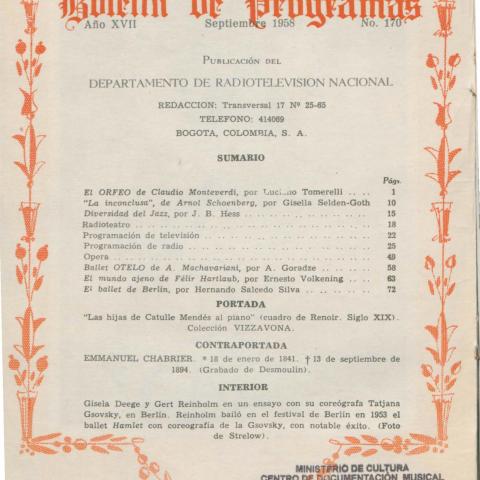 Boletin de Programas
Año XVII Septiembre 1958 No. 170
PUBLICACIÓN DEL
DEPARTAMENTO DE RADIOTELEVISION NACIONAL
REDACCION: Transversal 17 Nº 25-65
TELEFONO: 414069
BOGOTA, COLOMBIA, S. A.
SUMARIO
Págs.
El ORFEO de Claudio Monteverdi, por Luciano Tomerelli .. .. 1
"La inconclusa", de Arnol Schoenberg, por Gisella Selden-Goth 10
Diversidad del Jazz, por J. B. Hess .. .. .. .. .. .. .. .. .. .. 15
Radioteatro .. .. .. .. .. .. .. .. .. .. .. .. .. .. .. .. 18
Programación de televisión .. .. .. .. .. .. .. .. .. .. .. .. 22
Programación de radio .. .. .. .. .. .. .. .. .. .. .. .. .. 25
Opera .. .. .. .. .. .. .. .. .. .. .. .. .. .. .. .. .. .. 49
Ballet OTELO de A. Machavariani, por A. Goradze .. .. .. .. 58
El mundo ajeno de Félir Hartlaub, por Ernesto Volkening .. .. 63
El ballet de Berlín, por Hernando Salcedo Silva .. .. .. .. .. 72
PORTADA
"Las hijas de Catulle Mendés al piano" (cuadro de Renoir. Siglo XIX).
Colección VIZZAVONA.
CONTRAPORTADA
EMMANUEL CHABRIER. * 18 de enero de 1841. † 13 de septiembre de
1894. (Grabado de Desmoulin).
INTERIOR
Gisela Deege y Gert Reinholm en un ensayo con su coreógrafa Tatjana
Gsovsky, en Berlín. Reinholm bailó en el festival de Berlín en 1953 el
ballet Hamlet con coreografía de la Gsovsky, con notable éxito. (Foto
de Strelow).
MINISTERIO DE CULTURA
CENTRO DE DOCUMENTACIÓN MUSICAL